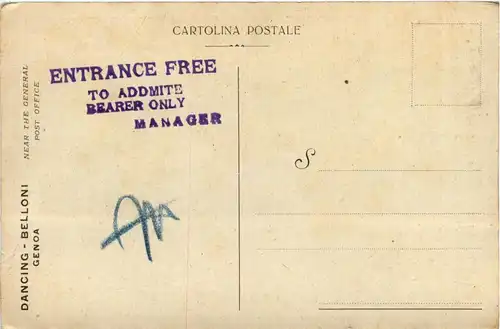 CARTOLINA POSTALE
ENTRANCE FREE
TO ADDMITE
BEARER ONLY
MANAGER
S
DANCING - BELLONI
GENOA
NEAR THE GENERAL
POST OFFICE